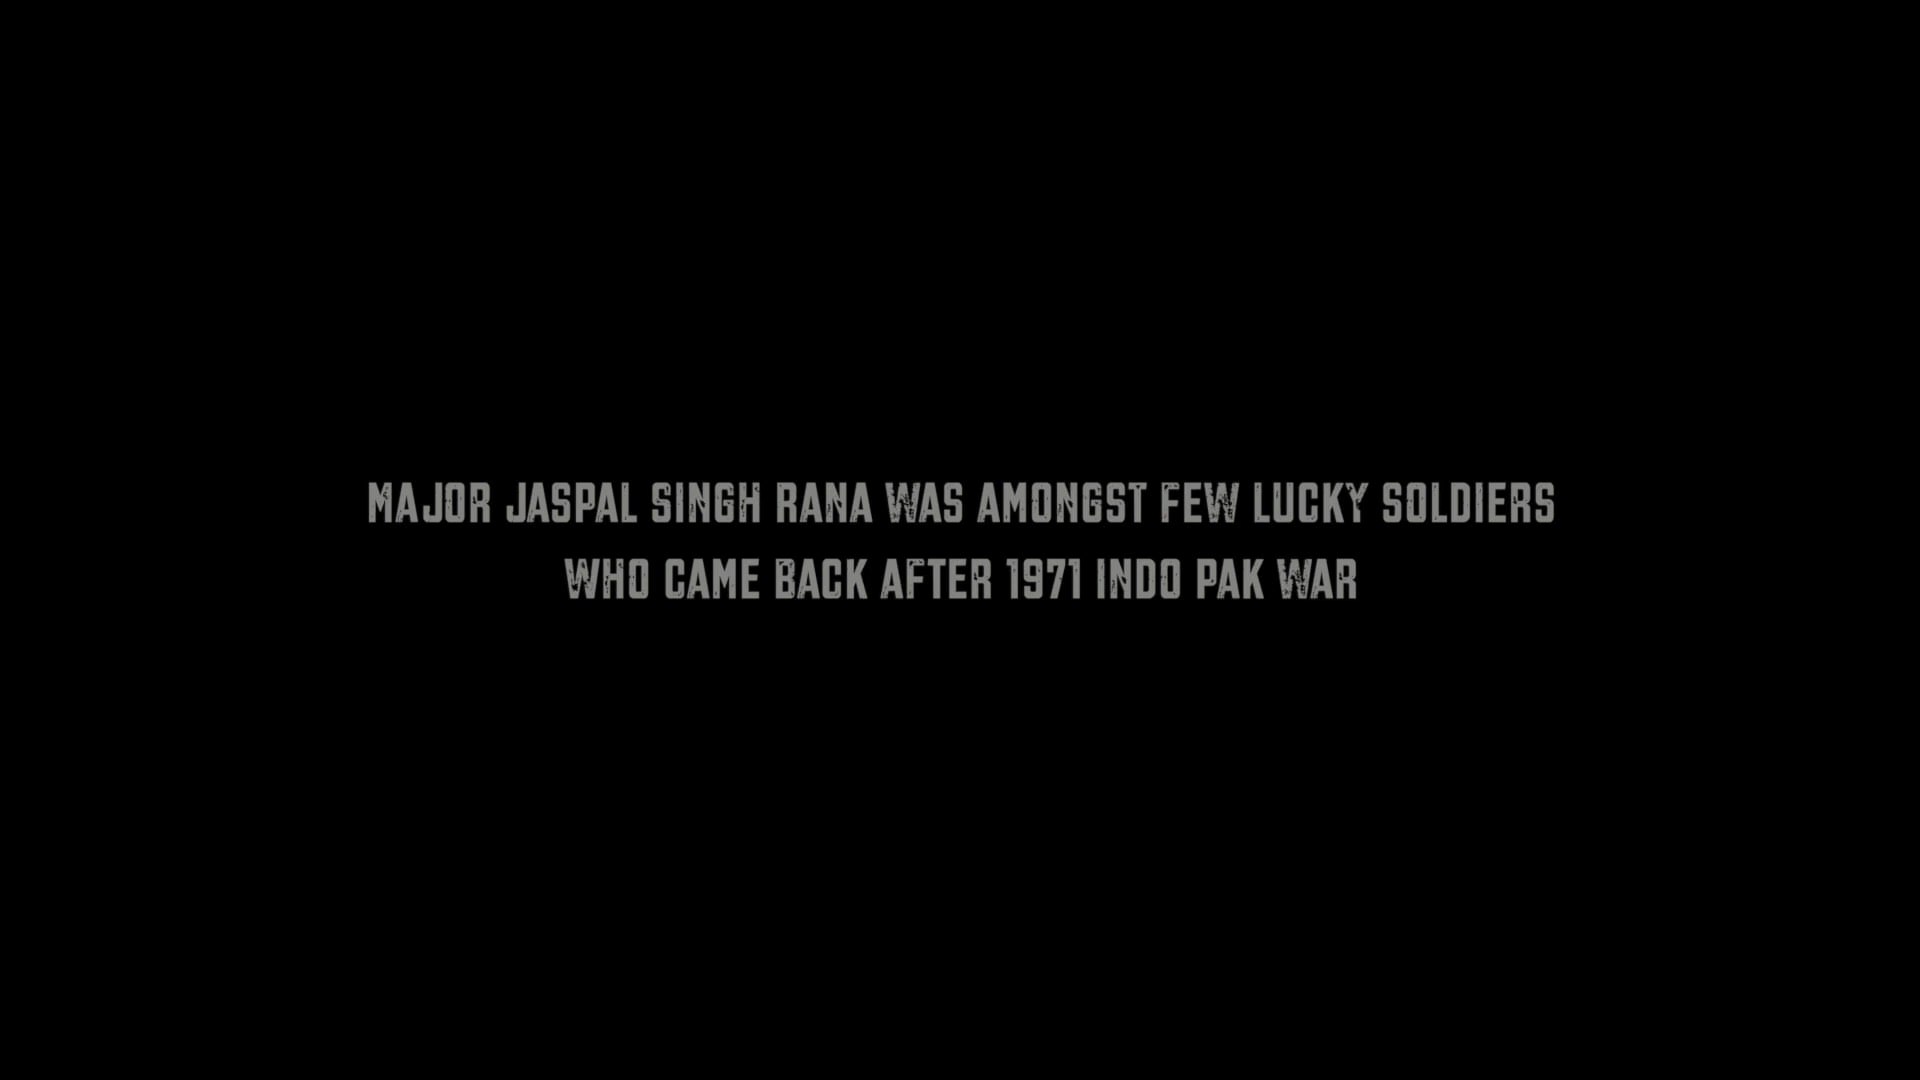 MAJOR JASPAL SINGH RANA WAS AMONGST FEW LUCKY SOLDIERS
WHO CAME BACK AFTER 1971 INDO PAK WAR